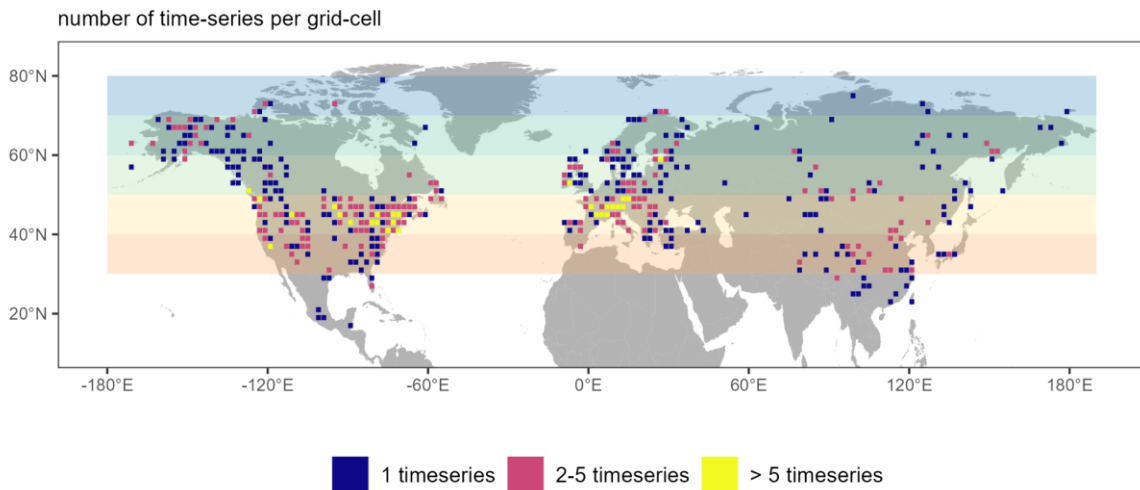 number of time-series per grid-cell
80°N
60°N
40°N
20°N
-180°E -120°E -60°E 0°E 60°E 120°E 180°E
1 timeseries 2-5 timeseries > 5 timeseries